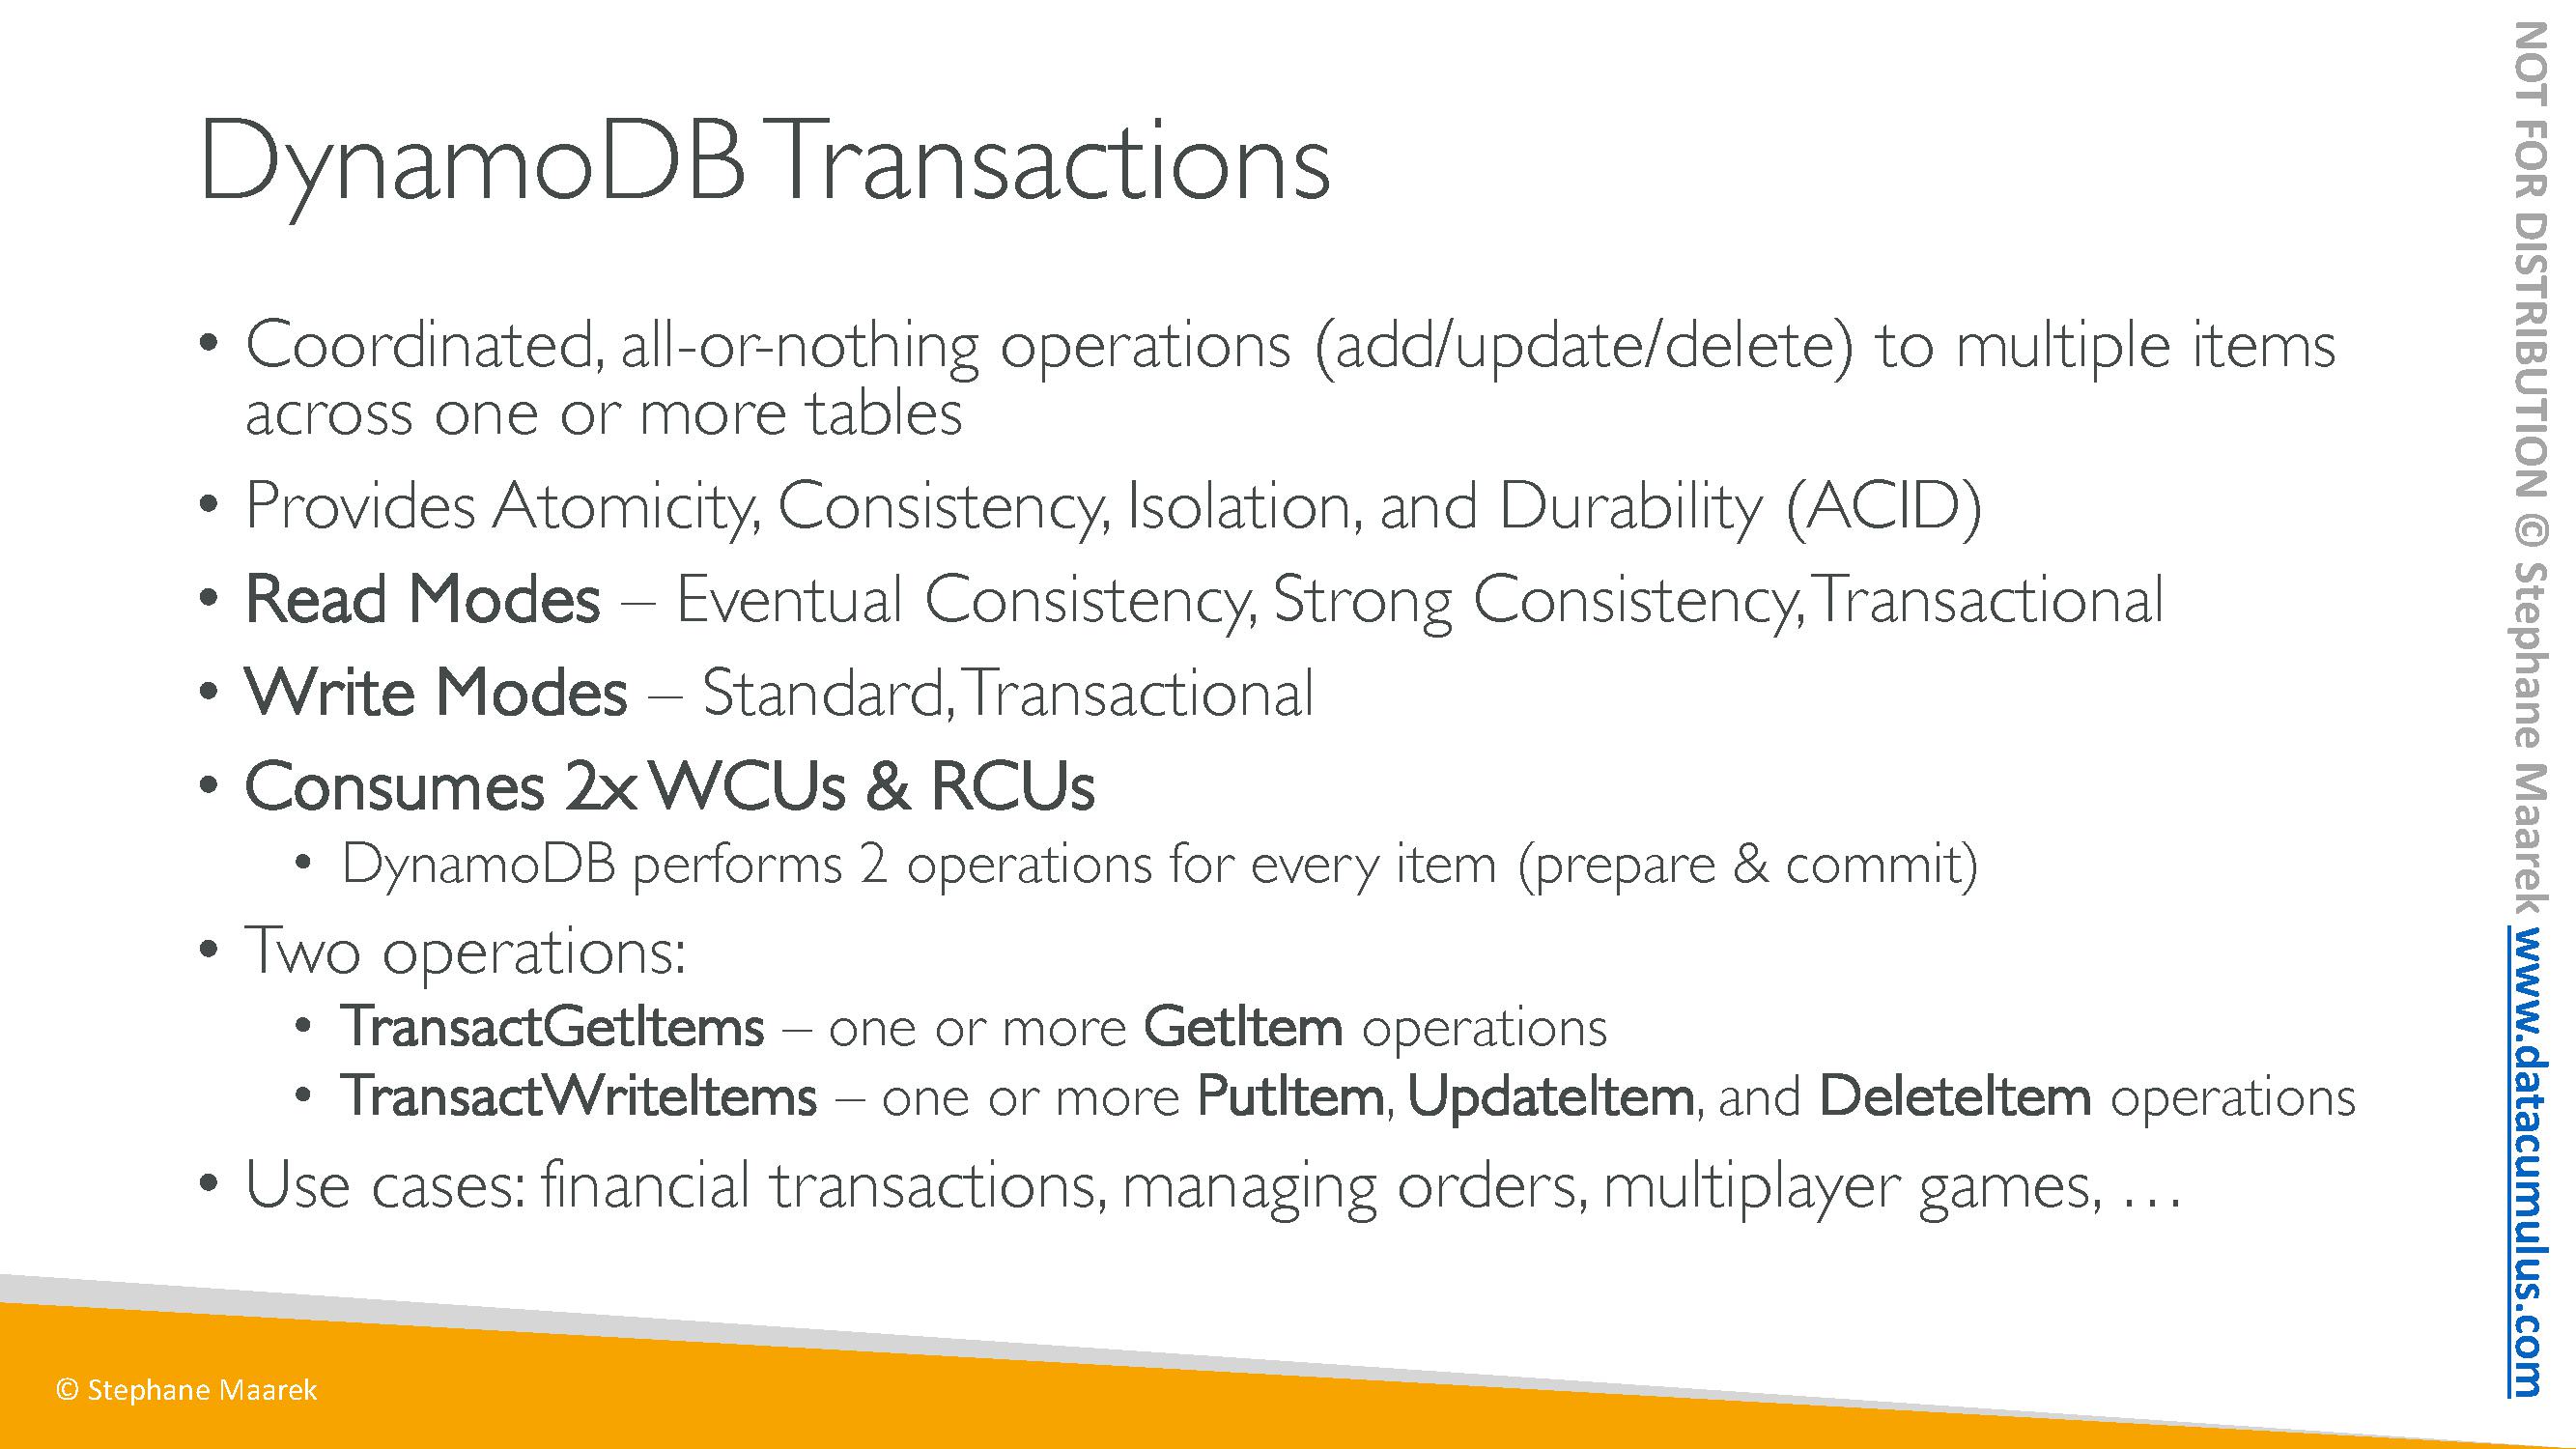 DynamoDB Transactions
• Coordinated, all-or-nothing operations (add/update/delete) to multiple items
across one or more tables
• Provides Atomicity, Consistency, Isolation, and Durability (ACID)
• Read Modes – Eventual Consistency, Strong Consistency, Transactional
• Write Modes – Standard, Transactional
• Consumes 2x WCUs & RCUs
• DynamoDB performs 2 operations for every item (prepare & commit)
• Two operations:
• TransactGetItems – one or more GetItem operations
• TransactWriteItems – one or more PutItem, UpdateItem, and DeleteItem operations
• Use cases: financial transactions, managing orders, multiplayer games, …
© Stephane Maarek
NOT FOR DISTRIBUTION © Stephane Maarek www.datacumulus.com